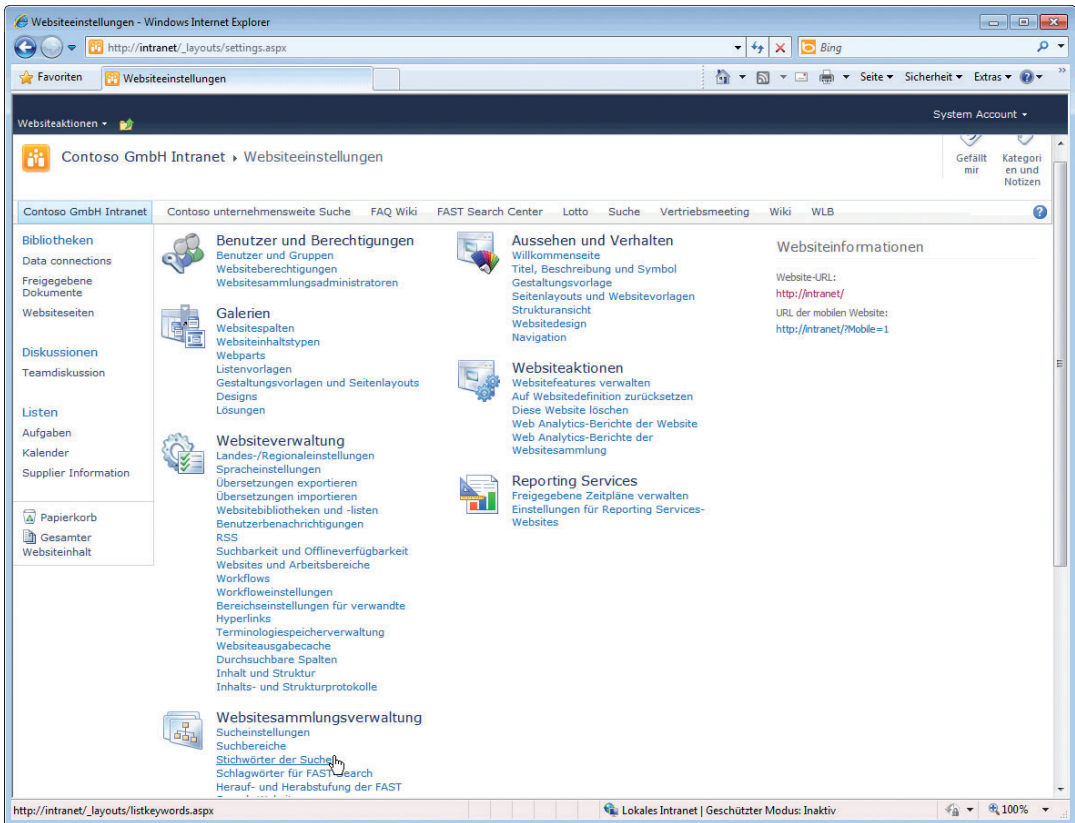 Websiteeinstellungen - Windows Internet Explorer
http://intranet/_layouts/settings.aspx
Bing
Favoriten
Websiteeinstellungen
Seite
Sicherheit
Extras
Websiteaktionen
System Account
Contoso GmbH Intranet
Websiteeinstellungen
Gefällt
mir
Kategori
en und
Notizen
Contoso GmbH Intranet
Contoso unternehmensweite Suche
FAQ Wiki
FAST Search Center
Lotto
Suche
Vertriebsmeeting
Wiki
WLB
Bibliotheken
Data connections
Freigegebene
Dokumente
Websiteseiten
Diskussionen
Teamdiskussion
Listen
Aufgaben
Kalender
Supplier Information
Papierkorb
Gesamter
Websiteinhalt
Benutzer und Berechtigungen
Benutzer und Gruppen
Websiteberechtigungen
Websitesammlungsadministratoren
Galerien
Websitespalten
Websiteinhaltstypen
Webparts
Listenvorlagen
Gestaltungsvorlagen und Seitenlayouts
Designs
Lösungen
Websiteverwaltung
Landes-/Regionaleinstellungen
Spracheinstellungen
Übersetzungen exportieren
Übersetzungen importieren
Websitebibliotheken und -listen
Benutzerbenachrichtigungen
RSS
Suchbarkeit und Offlineverfügbarkeit
Websites und Arbeitsbereiche
Workflows
Workfloweinstellungen
Bereichseinstellungen für verwandte
Hyperlinks
Terminologiespeicherverwaltung
Websiteausgabecache
Durchsuchbare Spalten
Inhalt und Struktur
Inhalts- und Strukturprotokolle
Websitesammlungsverwaltung
Sucheinstellungen
Suchbereiche
Stichwörter der Suche
Schlagwörter für FAST Search
Herauf- und Herabstufung der FAST
Aussehen und Verhalten
Willkommenseite
Titel, Beschreibung und Symbol
Gestaltungsvorlage
Seitenlayouts und Websitevorlagen
Strukturansicht
Websitedesign
Navigation
Websiteaktionen
Websitefeatures verwalten
Auf Websitedefinition zurücksetzen
Diese Website löschen
Web Analytics-Berichte der Website
Web Analytics-Berichte der
Websitesammlung
Reporting Services
Freigegebene Zeitpläne verwalten
Einstellungen für Reporting Services-
Websites
Websiteinformationen
Website-URL:
http://intranet/
URL der mobilen Website:
http://intranet/?Mobile=1
http://intranet/_layouts/listkeywords.aspx
Lokales Intranet | Geschützter Modus: Inaktiv
100%